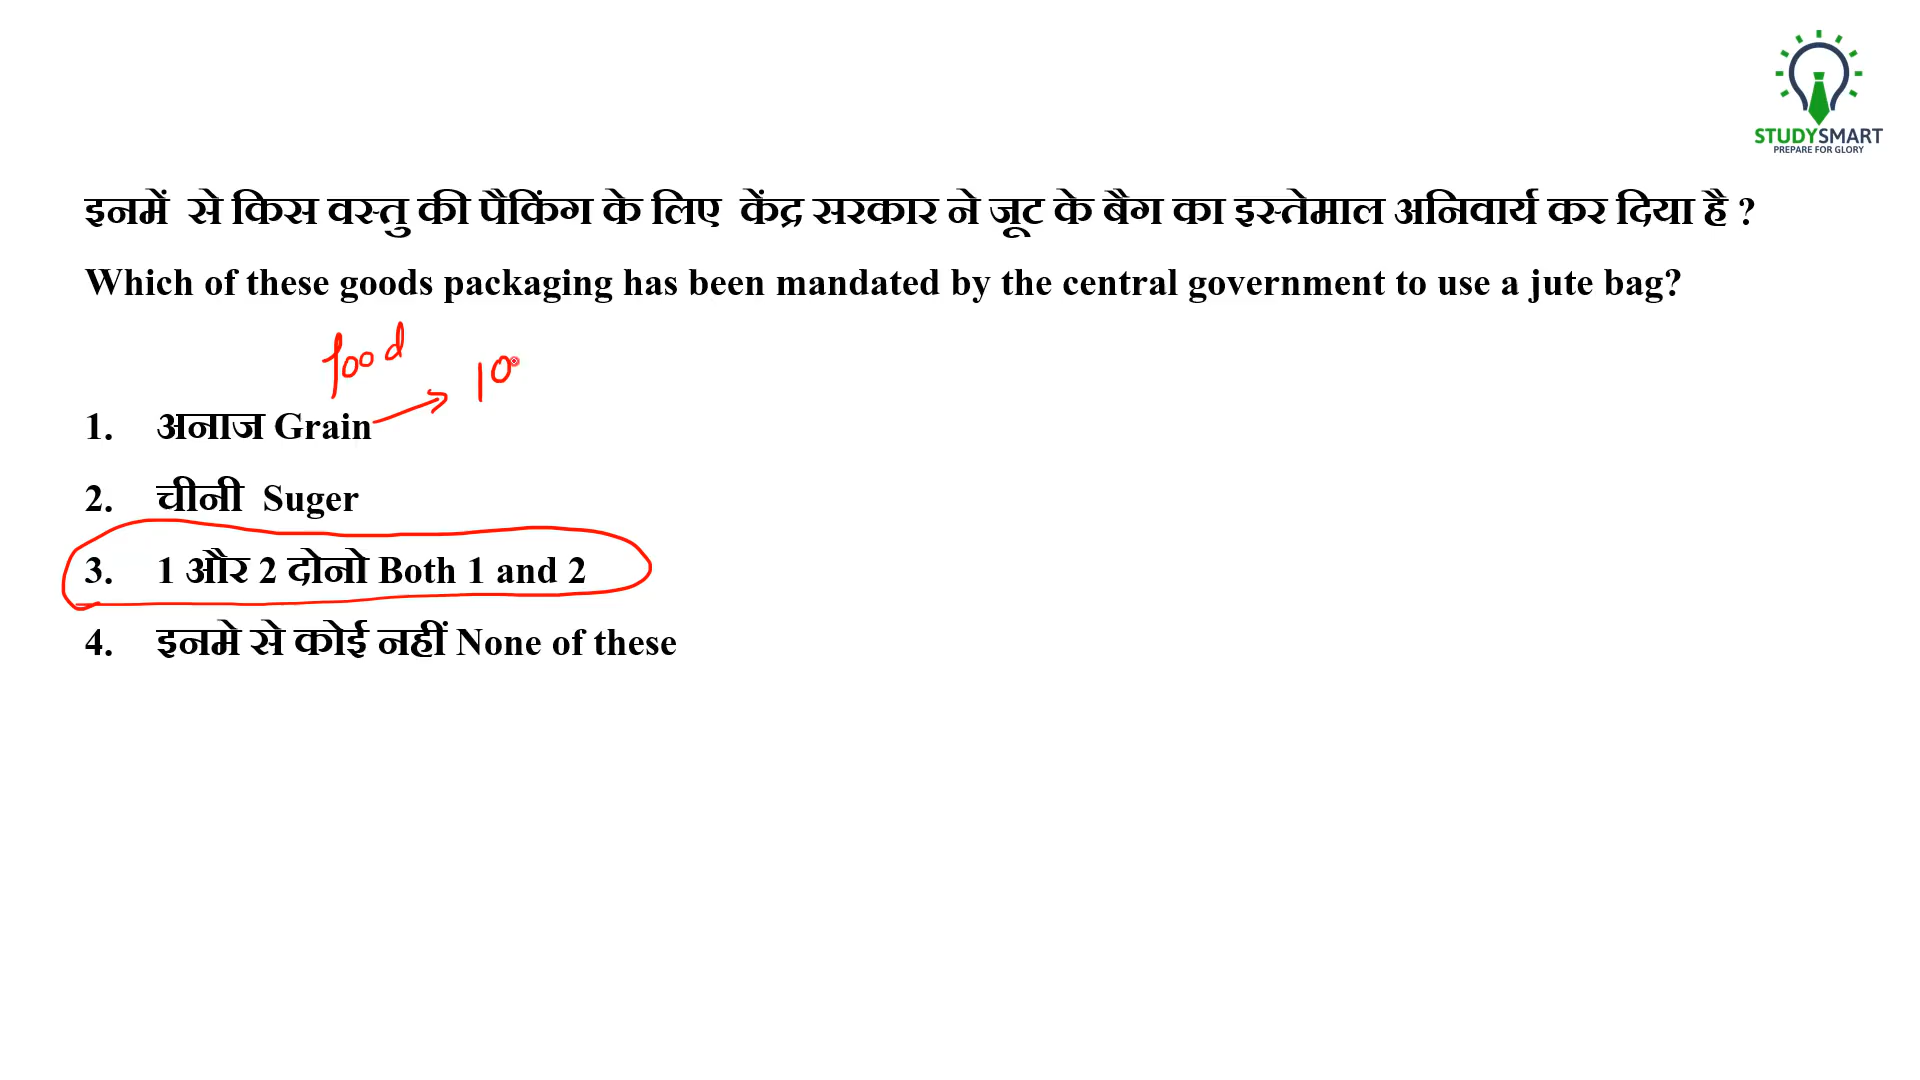 STUDYSMART
PREPARE FOR GLORY
इनमें से किस वस्तु की पैकिंग के लिए केंद्र सरकार ने जूट के बैग का इस्तेमाल अनिवार्य कर दिया है ?
Which of these goods packaging has been mandated by the central government to use a jute bag?
food
10
1. अनाज Grain
2. चीनी Suger
3. 1 और 2 दोनो Both 1 and 2
4. इनमे से कोई नहीं None of these